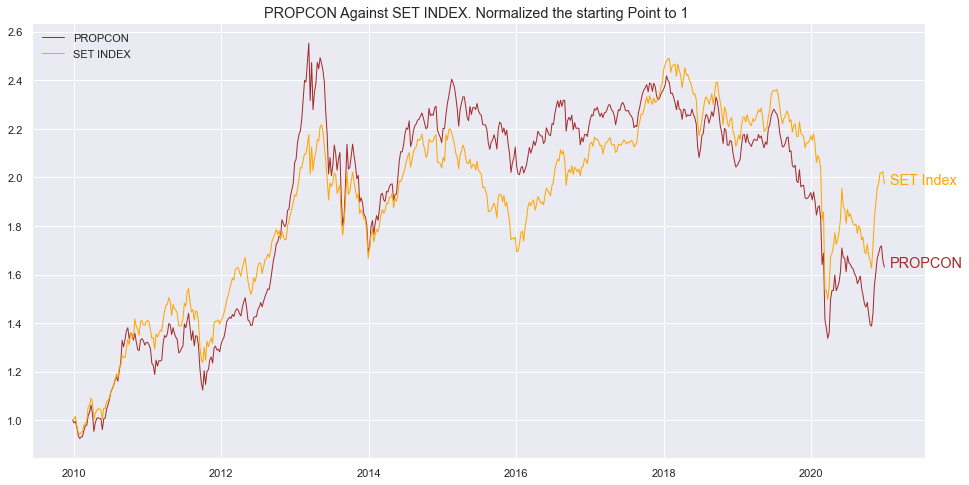 PROPCON Against SET INDEX. Normalized the starting Point to 1
PROPCON
SET INDEX
2.6
2.4
2.2
2.0
1.8
1.6
1.4
1.2
1.0
SET Index
PROPCON
2010 2012 2014 2016 2018 2020